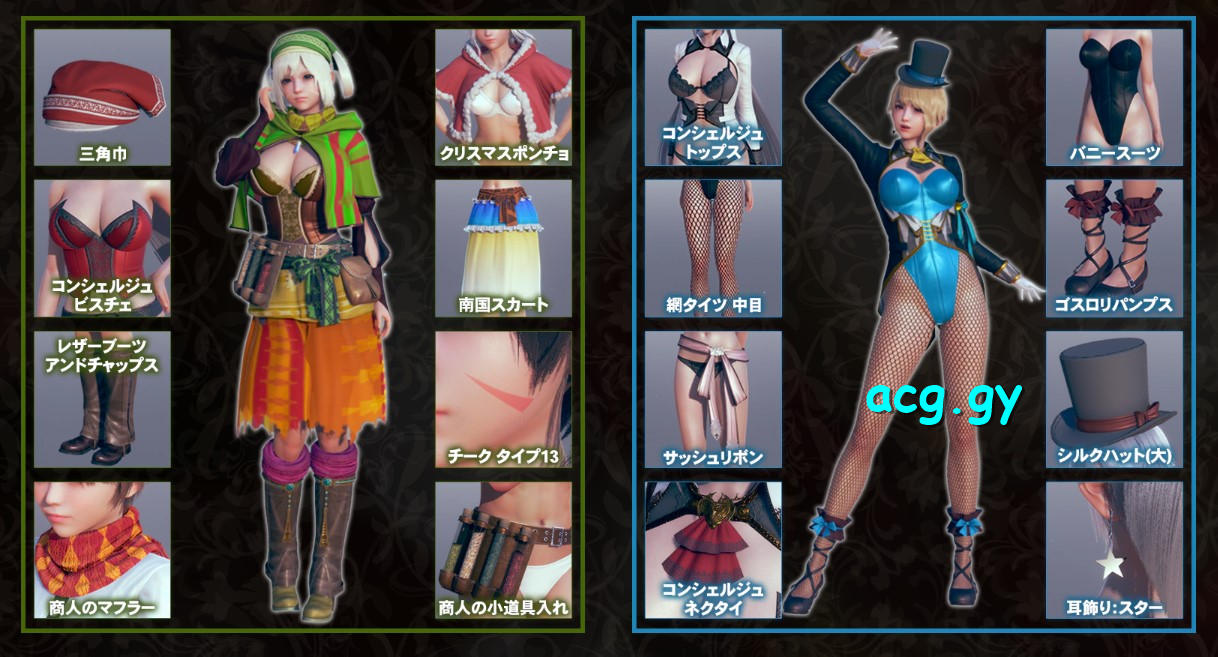 三角巾
クリスマスポンチョ
コンシェルジュ
ビスチェ
南国スカート
レザーブーツ
アンドチャップス
チーク タイプ13
商人のマフラー
商人の小道具入れ
コンシェルジュ
トップス
バニースーツ
網タイツ 中目
ゴスロリパンプス
acg.gy
サッシュリボン
シルクハット(大)
コンシェルジュ
ネクタイ
耳飾り:スター